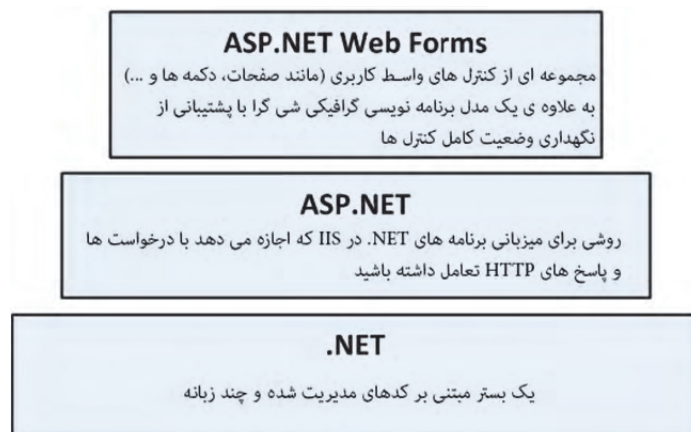 ASP.NET Web Forms
مجموعه ای از کنترل های واسط کاربری (مانند صفحات، دکمه ها و ...)
به علاوه ی یک مدل برنامه نویسی گرافیکی شی گرا با پشتیبانی از
نگهداری وضعیت کامل کنترل ها
ASP.NET
روشی برای میزبانی برنامه های NET. در IIS که اجازه می دهد با درخواست ها
و پاسخ های HTTP تعامل داشته باشید
.NET
یک بستر مبتنی بر کدهای مدیریت شده و چند زبانه